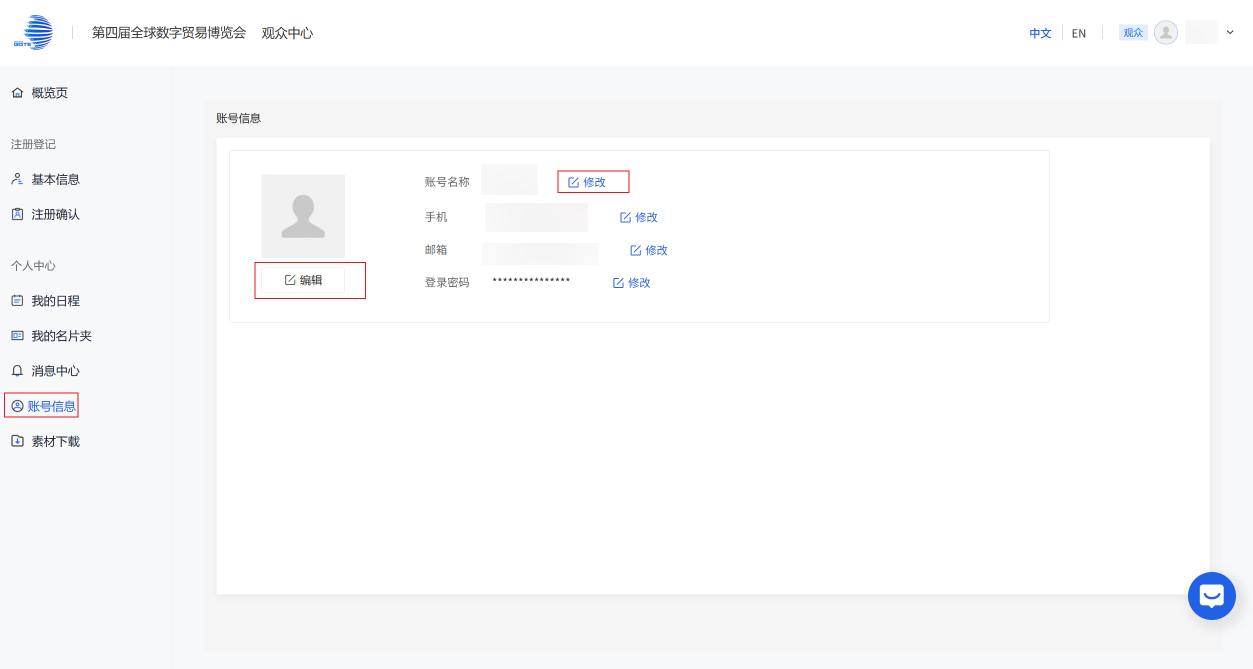 GDTE
第四届全球数字贸易博览会 观众中心
中文 EN 观众
概览页
注册登记
基本信息
注册确认
个人中心
我的日程
我的名片夹
消息中心
账号信息
素材下载
账号信息
编辑
账号名称 修改
手机 修改
邮箱 修改
登录密码 *************** 修改